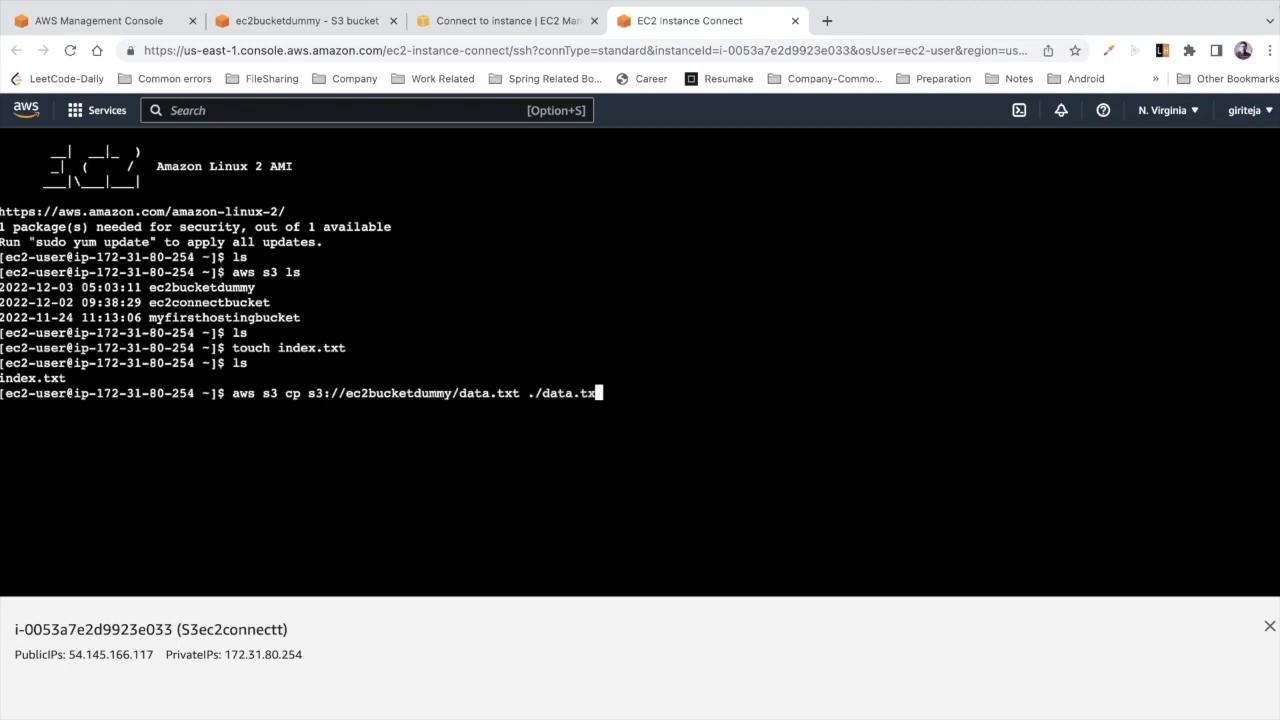 AWS Management Console
ec2bucketdummy - S3 bucket
Connect to instance | EC2 Man
EC2 Instance Connect
https://us-east-1.console.aws.amazon.com/ec2-instance-connect/ssh?connType=standard&instanceId=i-0053a7e2d9923e033&osUser=ec2-user&region=us...
LeetCode-Daily
Common errors
FileSharing
Company
Work Related
Spring Related Bo...
Career
Resumake
Company-Commo...
Preparation
Notes
Android
»
Other Bookmarks
aws
Services
Search
[Option+S]
N. Virginia
giriteja
Amazon Linux 2 AMI
https://aws.amazon.com/amazon-linux-2/
1 package(s) needed for security, out of 1 available
Run "sudo yum update" to apply all updates.
[ec2-user@ip-172-31-80-254 ~]$ ls
[ec2-user@ip-172-31-80-254 ~]$ aws s3 ls
2022-12-03 05:03:11 ec2bucketdummy
2022-12-02 09:38:29 ec2connectbucket
2022-11-24 11:13:06 myfirsthostingbucket
[ec2-user@ip-172-31-80-254 ~]$ ls
[ec2-user@ip-172-31-80-254 ~]$ touch index.txt
[ec2-user@ip-172-31-80-254 ~]$ ls
index.txt
[ec2-user@ip-172-31-80-254 ~]$ aws s3 cp s3://ec2bucketdummy/data.txt ./data.tx
i-0053a7e2d9923e033 (S3ec2connectt)
PublicIPs: 54.145.166.117 PrivateIPs: 172.31.80.254